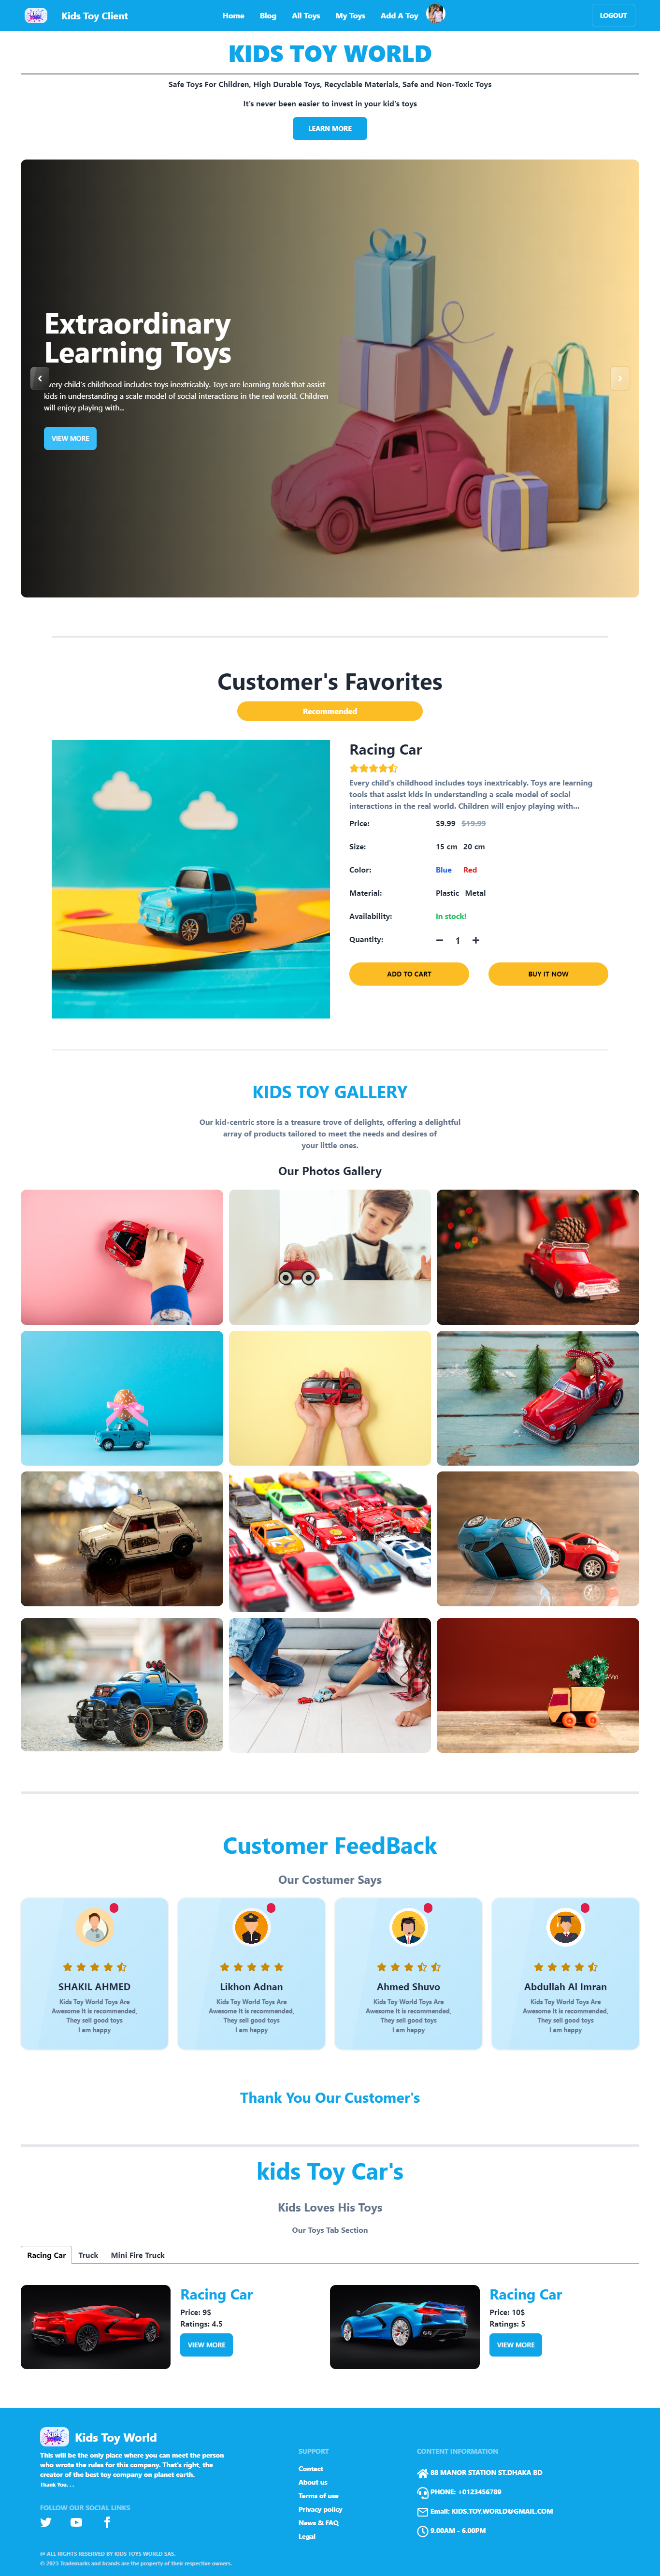 Kids Toy Client
Home
Blog
All Toys
My Toys
Add A Toy
LOGOUT
KIDS TOY WORLD
Safe Toys For Children, High Durable Toys, Recyclable Materials, Safe and Non-Toxic Toys
It's never been easier to invest in your kid's toys
LEARN MORE
Extraordinary
Learning Toys
every child's childhood includes toys inextricably. Toys are learning tools that assist
kids in understanding a scale model of social interactions in the real world. Children
will enjoy playing with...
VIEW MORE
Customer's Favorites
Recommended
Racing Car
Every child's childhood includes toys inextricably. Toys are learning
tools that assist kids in understanding a scale model of social
interactions in the real world. Children will enjoy playing with...
Price: $9.99 $19.99
Size: 15 cm 20 cm
Color: Blue Red
Material: Plastic Metal
Availability: In stock!
Quantity: − 1 +
ADD TO CART
BUY IT NOW
KIDS TOY GALLERY
Our kid-centric store is a treasure trove of delights, offering a delightful
array of products tailored to meet the needs and desires of
your little ones.
Our Photos Gallery
Customer FeedBack
Our Costumer Says
SHAKIL AHMED
Kids Toy World Toys Are
Awesome It is recommended,
They sell good toys
I am happy
Likhon Adnan
Kids Toy World Toys Are
Awesome It is recommended,
They sell good toys
I am happy
Ahmed Shuvo
Kids Toy World Toys Are
Awesome It is recommended,
They sell good toys
I am happy
Abdullah Al Imran
Kids Toy World Toys Are
Awesome It is recommended,
They sell good toys
I am happy
Thank You Our Customer's
kids Toy Car's
Kids Loves His Toys
Our Toys Tab Section
Racing Car
Truck
Mini Fire Truck
Racing Car
Price: 9$
Ratings: 4.5
VIEW MORE
Racing Car
Price: 10$
Ratings: 5
VIEW MORE
Kids Toy World
This will be the only place where you can meet the person
who wrote the rules for this company. That's right, the
creator of the best toy company on planet earth.
Thank You. . .
FOLLOW OUR SOCIAL LINKS
@ ALL RIGHTS RESERVED BY KIDS TOYS WORLD SAS.
© 2023 Trademarks and brands are the property of their respective owners.
SUPPORT
Contact
About us
Terms of use
Privacy policy
News & FAQ
Legal
CONTENT INFORMATION
88 MANOR STATION ST.DHAKA BD
PHONE: +0123456789
Email: KIDS.TOY.WORLD@GMAIL.COM
9.00AM - 6.00PM